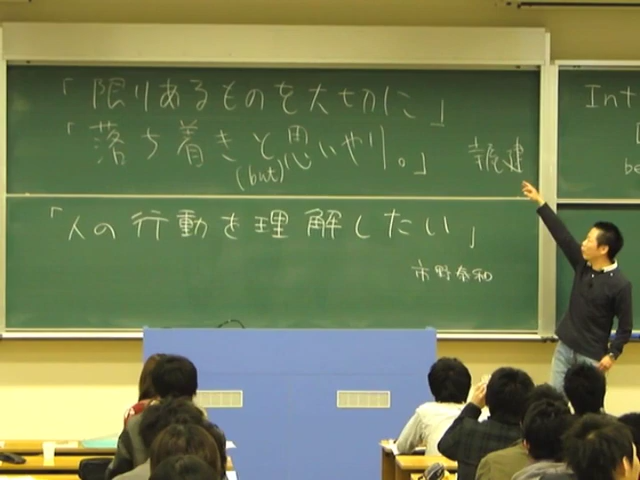 「限りあるものを大切に」
「落ち着きと思いやり。」
(but)
「人の行動を理解したい」
市野泰和
Int
be